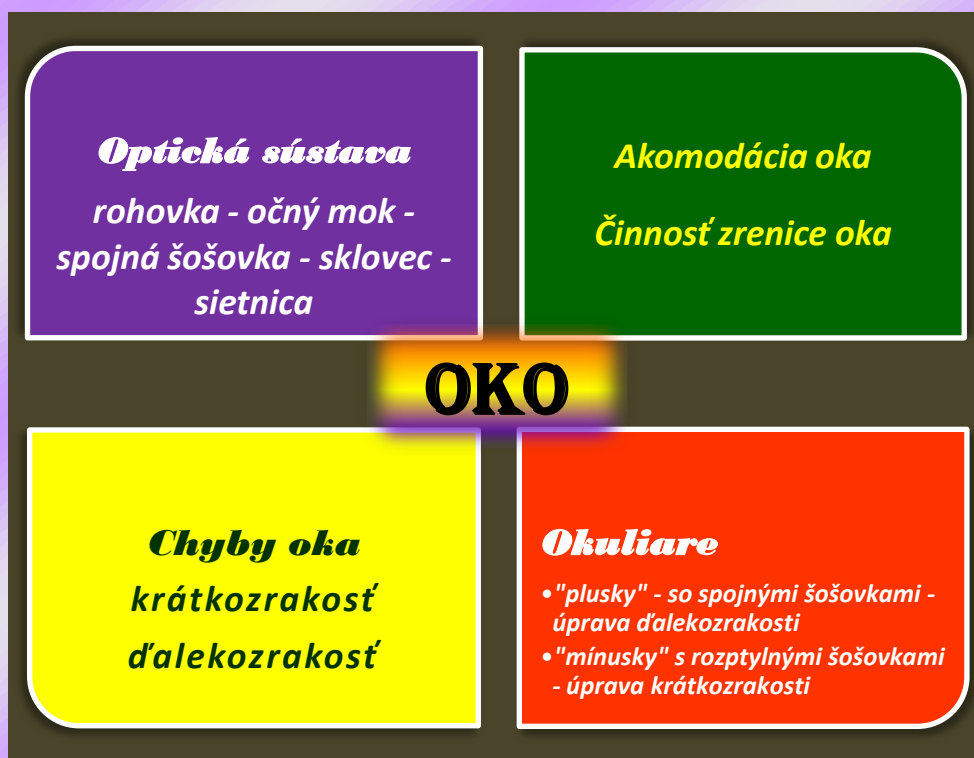 Optická sústava
rohovka - očný mok -
spojná šošovka - sklovec -
sietnica
Akomodácia oka
Činnosť zrenice oka
OKO
Chyby oka
krátkozrakosť
ďalekozrakosť
Okuliare
•"plusky" - so spojnými šošovkami -
úprava ďalekozrakosti
•"mínusky" s rozptylnými šošovkami
- úprava krátkozrakosti